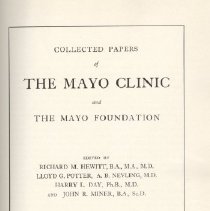 COLLECTED PAPERS
of
THE MAYO CLINIC
and
THE MAYO FOUNDATION
EDITED BY
RICHARD M. HEWITT, B.A., M.A., M.D.
LLOYD G. POTTER, A. B. NEVLING, M.D.
HARRY L. DAY, Ph.B., M.D.
AND JOHN R. MINER, B.A., Sc.D.